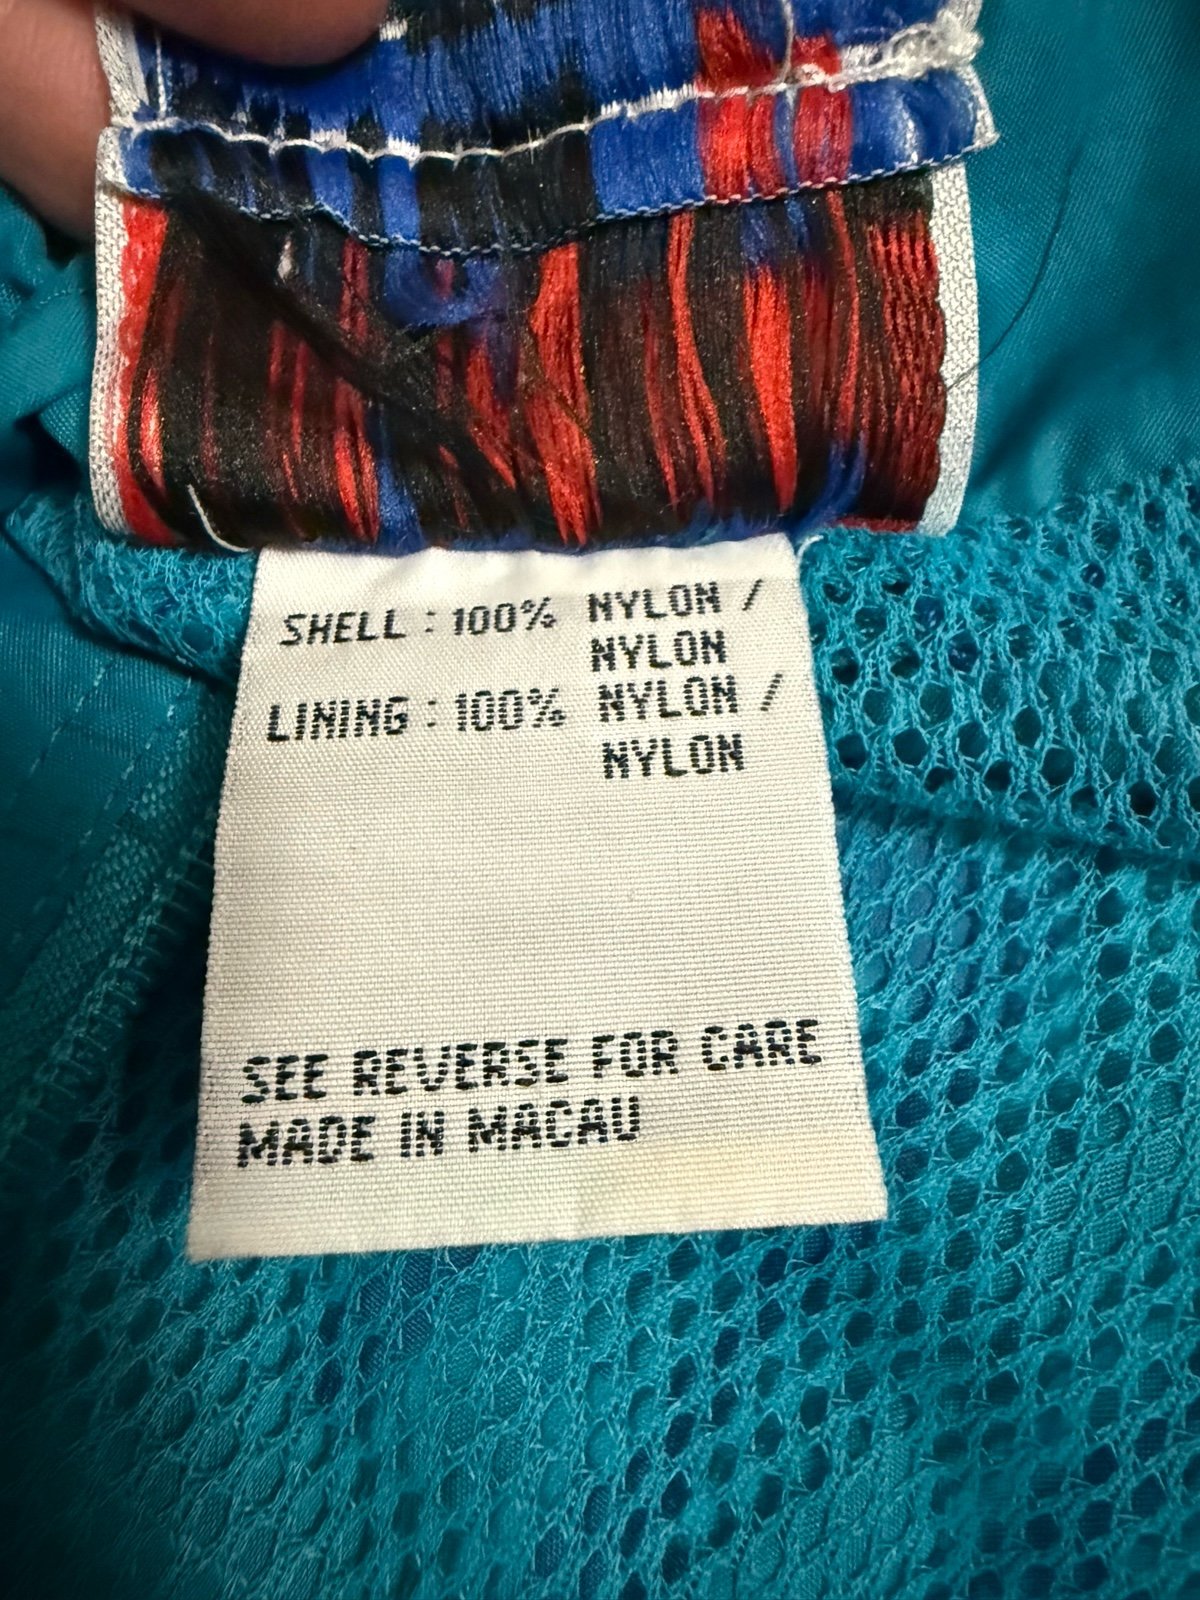 SHELL : 100% NYLON /
NYLON
LINING : 100% NYLON /
NYLON
SEE REVERSE FOR CARE
MADE IN MACAU